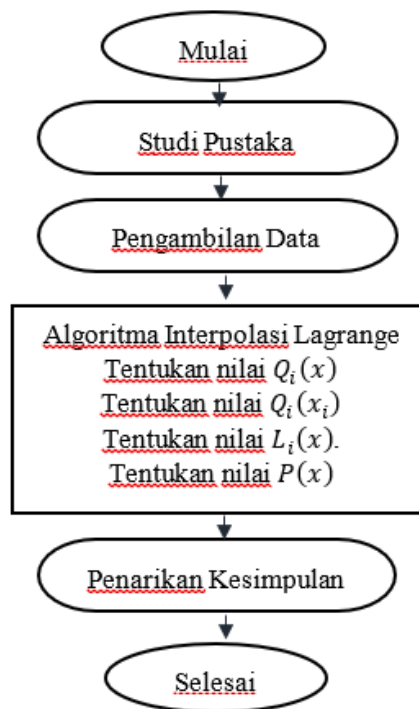 Mulai
Studi Pustaka
Pengambilan Data
Algoritma Interpolasi Lagrange
Tentukan nilai Qᵢ(x)
Tentukan nilai Qᵢ(xᵢ)
Tentukan nilai Lᵢ(x).
Tentukan nilai P(x)
Penarikan Kesimpulan
Selesai